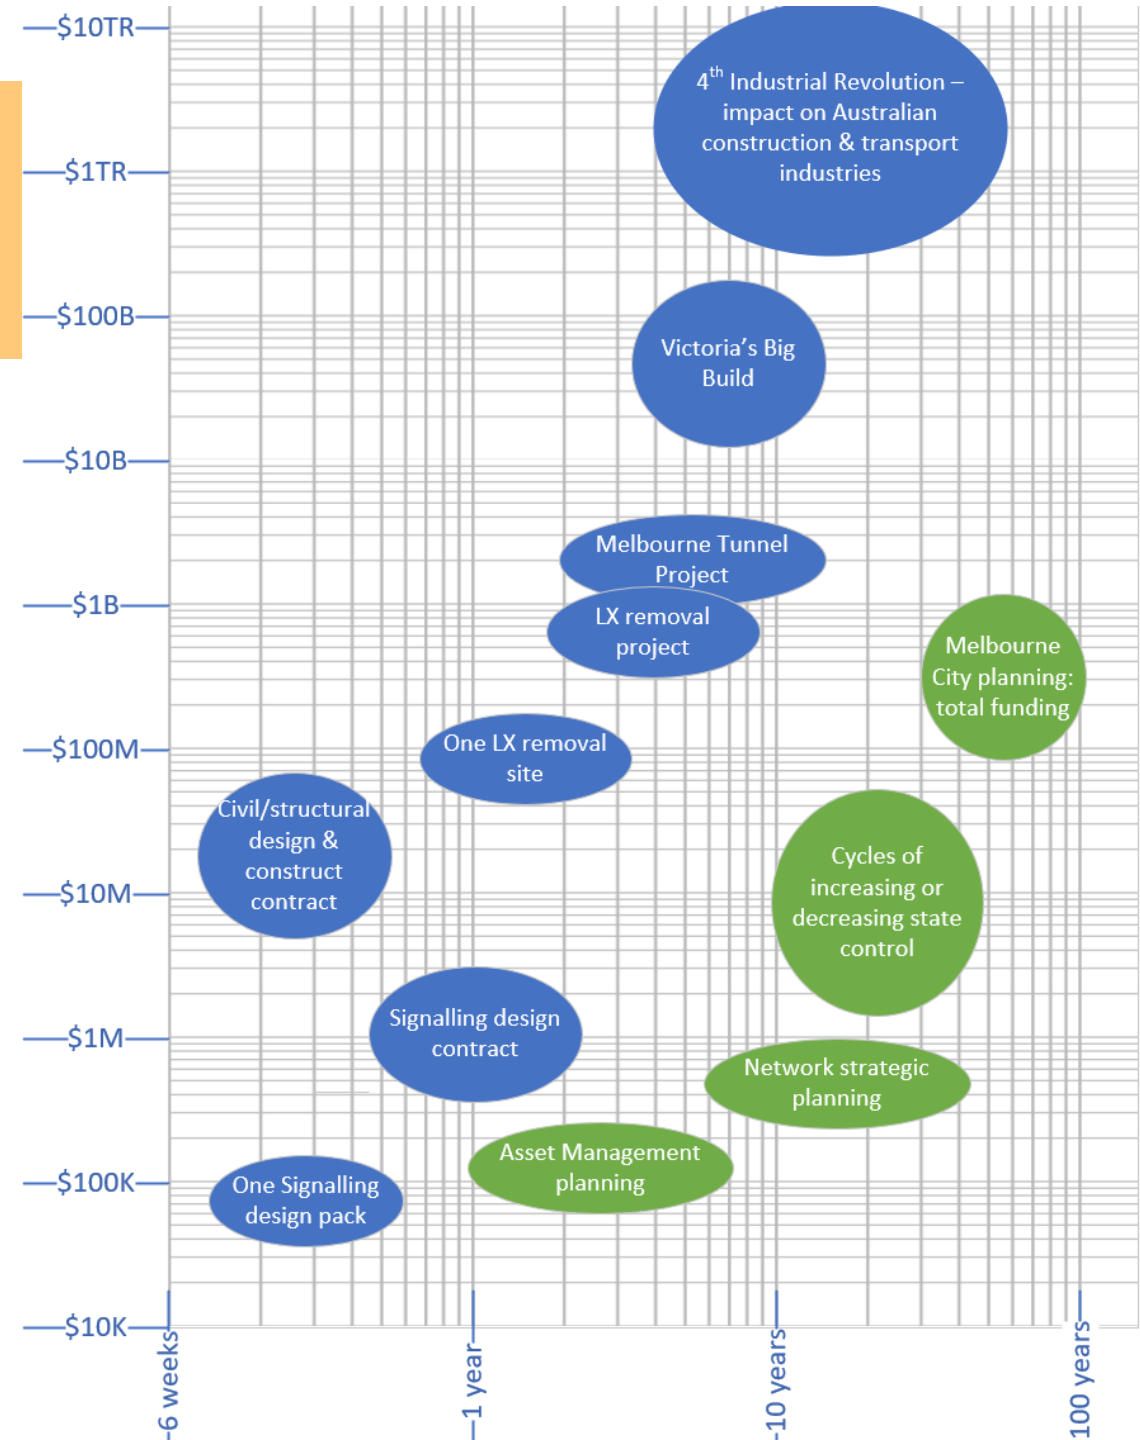 $10TR
4th Industrial Revolution –
impact on Australian
construction & transport
industries
$1TR
$100B
Victoria's Big
Build
$10B
Melbourne Tunnel
Project
$1B
LX removal
project
Melbourne
City planning:
total funding
$100M
One LX removal
site
Civil/structural
design &
construct
contract
Cycles of
increasing or
decreasing state
control
$10M
Signalling design
contract
$1M
Network strategic
planning
Asset Management
planning
$100K
One Signalling
design pack
$10K
6 weeks
1 year
10 years
100 years